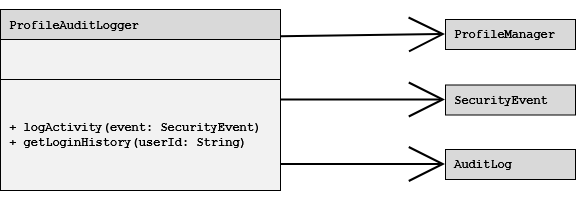 ProfileAuditLogger
ProfileManager
SecurityEvent
+ logActivity(event: SecurityEvent)
+ getLoginHistory(userId: String)
AuditLog